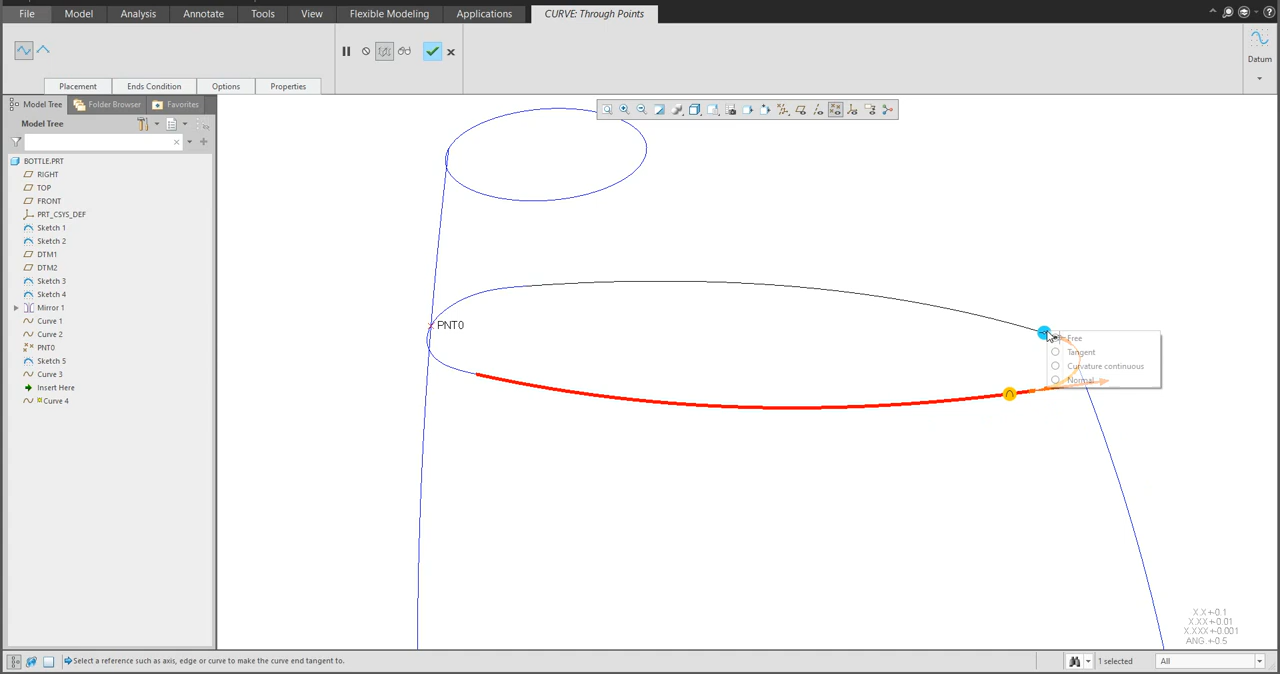 File Model Analysis Annotate Tools View Flexible Modeling Applications CURVE: Through Points
Datum
Placement Ends Condition Options Properties
Model Tree Folder Browser Favorites
Model Tree
BOTTLE.PRT
RIGHT
TOP
FRONT
PRT_CSYS_DEF
Sketch 1
Sketch 2
DTM1
DTM2
Sketch 3
Sketch 4
Mirror 1
Curve 1
Curve 2
PNT0
Sketch 5
Curve 3
Insert Here
Curve 4
PNT0
Free
Tangent
Curvature continuous
Normal
X.X+-0.1
X.XX+-0.01
X.XXX+-0.001
ANG.+-0.5
Select a reference such as axis, edge or curve to make the curve end tangent to.
1 selected
All